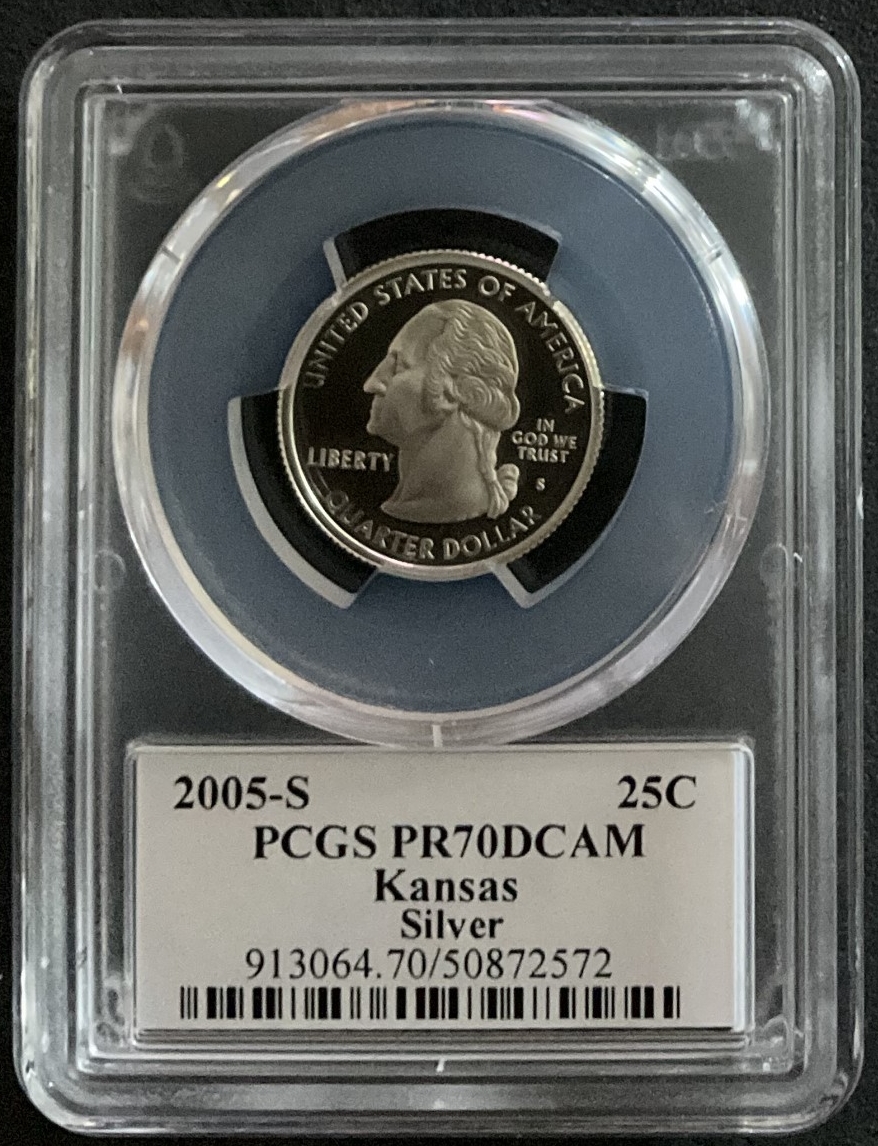 UNITED STATES OF AMERICA
LIBERTY
IN
GOD WE
TRUST
S
QUARTER DOLLAR
2005-S 25C
PCGS PR70DCAM
Kansas
Silver
913064.70/50872572